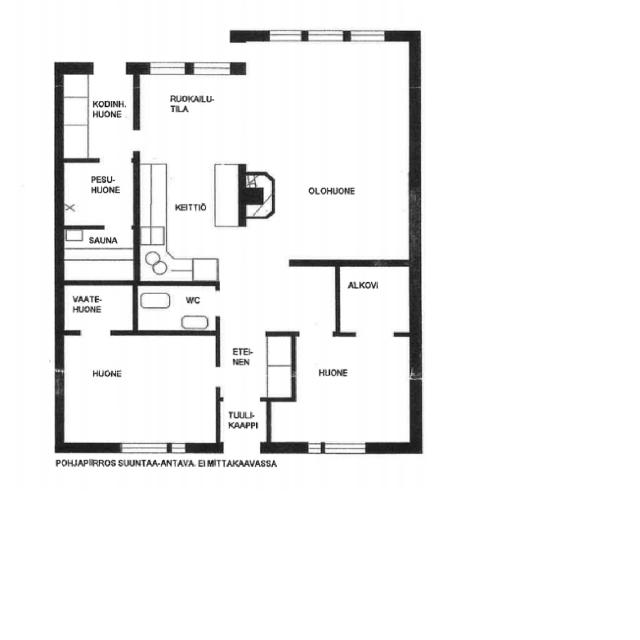 KODINH.
HUONE
RUOKAILU-
TILA
PESU-
HUONE
OLOHUONE
KEITTIÖ
SAUNA
ALKOVI
VAATE-
HUONE
WC
ETEI-
NEN
HUONE
HUONE
TUULI-
KAAPPI
POHJAPIIRROS SUUNTAA-ANTAVA. EI MITTAKAAVASSA